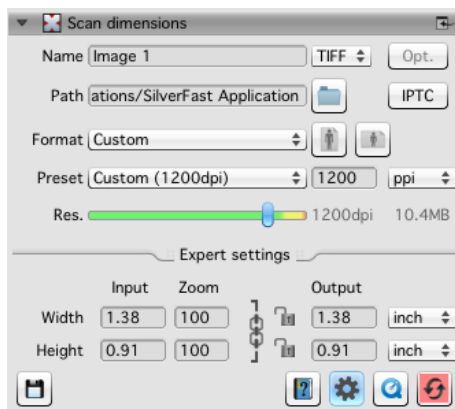 Scan dimensions
Name Image 1 TIFF Opt.
Path ations/SilverFast Application IPTC
Format Custom
Preset Custom (1200dpi) 1200 ppi
Res. 1200dpi 10.4MB
Expert settings
Input Zoom Output
Width 1.38 100 1.38 inch
Height 0.91 100 0.91 inch